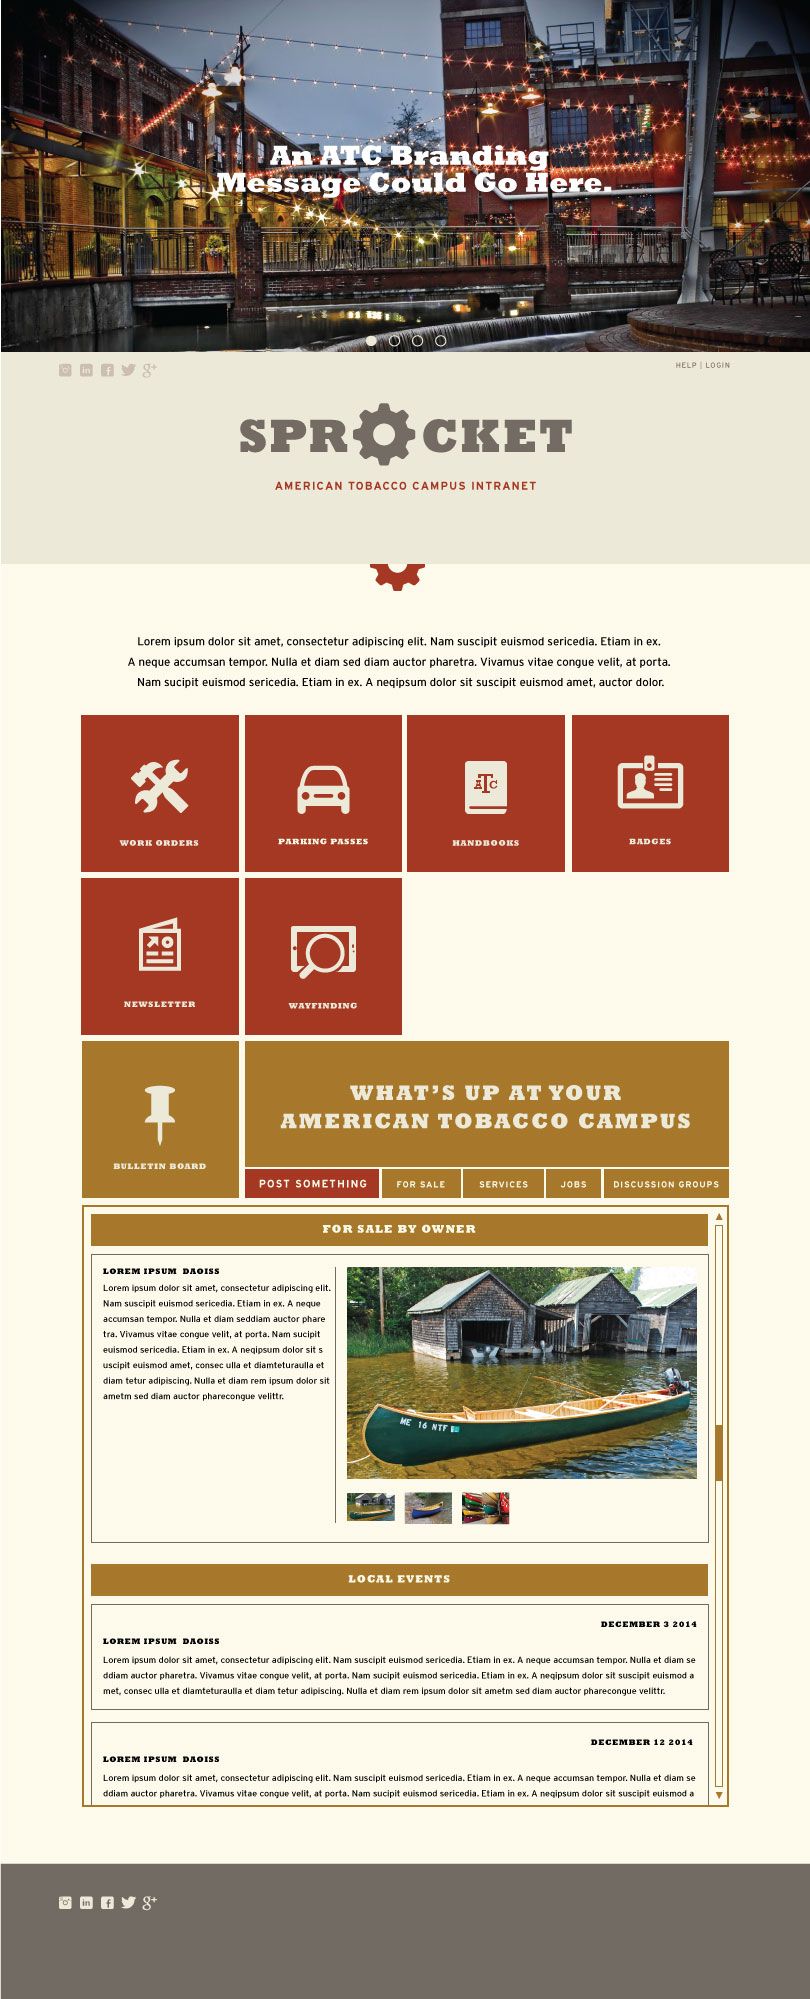 An ATC Branding
Message Could Go Here.
HELP | LOGIN
SPROCKET
AMERICAN TOBACCO CAMPUS INTRANET
Lorem ipsum dolor sit amet, consectetur adipiscing elit. Nam suscipit euismod sericedia. Etiam in ex.
A neque accumsan tempor. Nulla et diam sed diam auctor pharetra. Vivamus vitae congue velit, at porta.
Nam sucipit euismod sericedia. Etiam in ex. A neqipsum dolor sit suscipit euismod amet, auctor dolor.
WORK ORDERS
PARKING PASSES
ATC
HANDBOOKS
BADGES
NEWSLETTER
WAYFINDING
BULLETIN BOARD
WHAT'S UP AT YOUR
AMERICAN TOBACCO CAMPUS
POST SOMETHING
FOR SALE
SERVICES
JOBS
DISCUSSION GROUPS
FOR SALE BY OWNER
LOREM IPSUM DAOISS
Lorem ipsum dolor sit amet, consectetur adipiscing elit.
Nam suscipit euismod sericedia. Etiam in ex. A neque
accumsan tempor. Nulla et diam seddiam auctor phare
tra. Vivamus vitae congue velit, at porta. Nam sucipit
euismod sericedia. Etiam in ex. A neqipsum dolor sit s
uscipit euismod amet, consec ulla et diamteturaulla et
diam tetur adipiscing. Nulla et diam rem ipsum dolor sit
ametm sed diam auctor pharecongue velittr.
ME 16 NTF
LOCAL EVENTS
DECEMBER 3 2014
LOREM IPSUM DAOISS
Lorem ipsum dolor sit amet, consectetur adipiscing elit. Nam suscipit euismod sericedia. Etiam in ex. A neque accumsan tempor. Nulla et diam se
ddiam auctor pharetra. Vivamus vitae congue velit, at porta. Nam sucipit euismod sericedia. Etiam in ex. A neqipsum dolor sit suscipit euismod a
met, consec ulla et diamteturaulla et diam tetur adipiscing. Nulla et diam rem ipsum dolor sit ametm sed diam auctor pharecongue velittr.
DECEMBER 12 2014
LOREM IPSUM DAOISS
Lorem ipsum dolor sit amet, consectetur adipiscing elit. Nam suscipit euismod sericedia. Etiam in ex. A neque accumsan tempor. Nulla et diam se
ddiam auctor pharetra. Vivamus vitae congue velit, at porta. Nam sucipit euismod sericedia. Etiam in ex. A neqipsum dolor sit suscipit euismod a